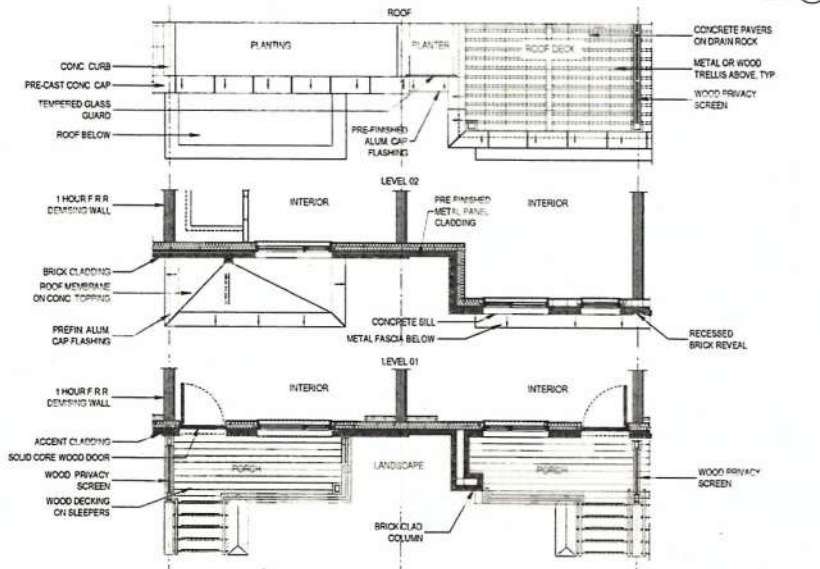 ROOF
PLANTING
PLANTER
ROOF DECK
CONC CURB
PRE-CAST CONC CAP
TEMPERED GLASS
GUARD
ROOF BELOW
PRE-FINISHED
ALUM. CAP
FLASHING
CONCRETE PAVERS
ON DRAIN ROCK
METAL OR WOOD
TRELLIS ABOVE, TYP
WOOD PRIVACY
SCREEN
LEVEL 02
1 HOUR F.R.R
DEMISING WALL
INTERIOR
PRE FINISHED
METAL PANEL
CLADDING
INTERIOR
BRICK CLADDING
ROOF MEMBRANE
ON CONC. TOPPING
PREFIN. ALUM.
CAP FLASHING
CONCRETE SILL
METAL FASCIA BELOW
RECESSED
BRICK REVEAL
LEVEL 01
1 HOUR F.R.R
DEMISING WALL
INTERIOR
INTERIOR
ACCENT CLADDING
SOLID CORE WOOD DOOR
WOOD PRIVACY
SCREEN
WOOD DECKING
ON SLEEPERS
PORCH
LANDSCAPE
PORCH
BRICK CLAD
COLUMN
WOOD PRIVACY
SCREEN